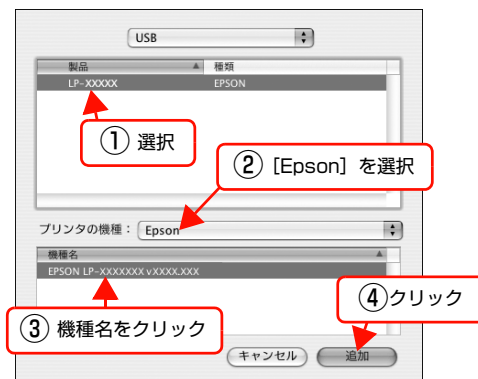 USB
製品 種類
LP-XXXXX EPSON
① 選択
② [Epson] を選択
プリンタの機種： Epson
機種名
EPSON LP-XXXXXXX vXXXX.XXX
④クリック
③ 機種名をクリック
キャンセル 追加